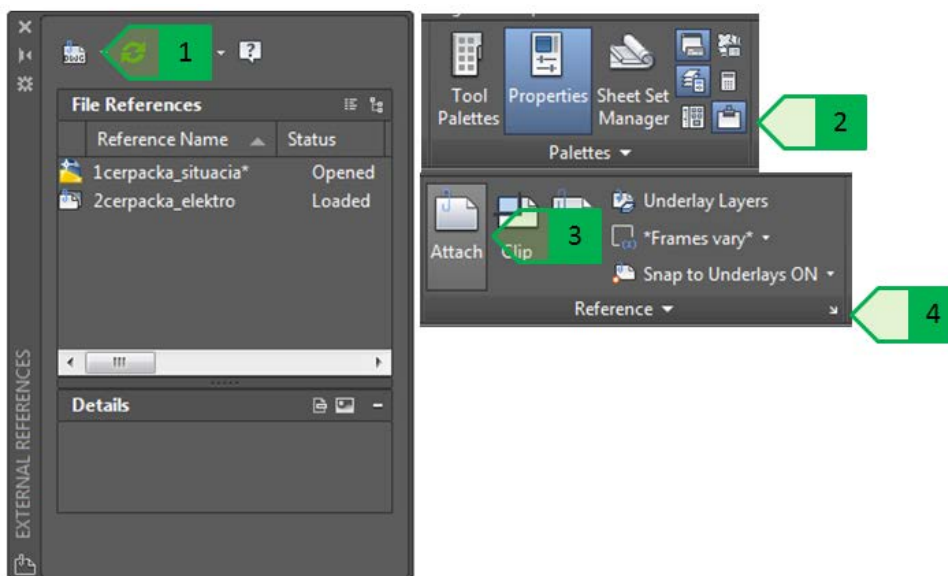 DWG
1
File References
Reference Name Status
1cerpacka_situacia* Opened
2cerpacka_elektro Loaded
Details
EXTERNAL REFERENCES
Tool Palettes
Properties
Sheet Set Manager
Palettes
2
Attach
Clip
3
Underlay Layers
*Frames vary*
Snap to Underlays ON
Reference
4